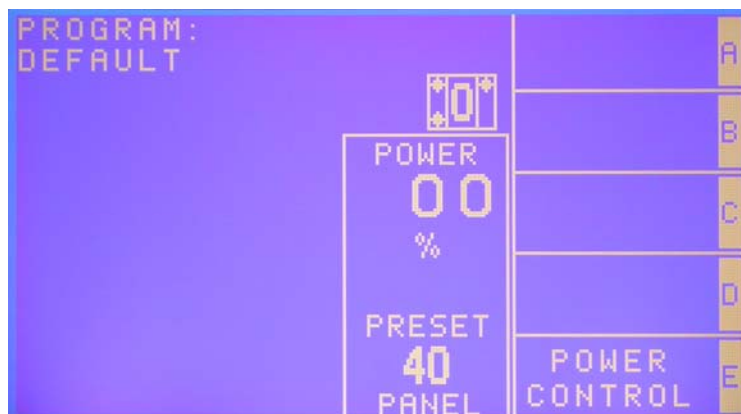 PROGRAM:
DEFAULT
0
POWER
00
%
PRESET
40
PANEL
A
B
C
D
POWER
CONTROL
E